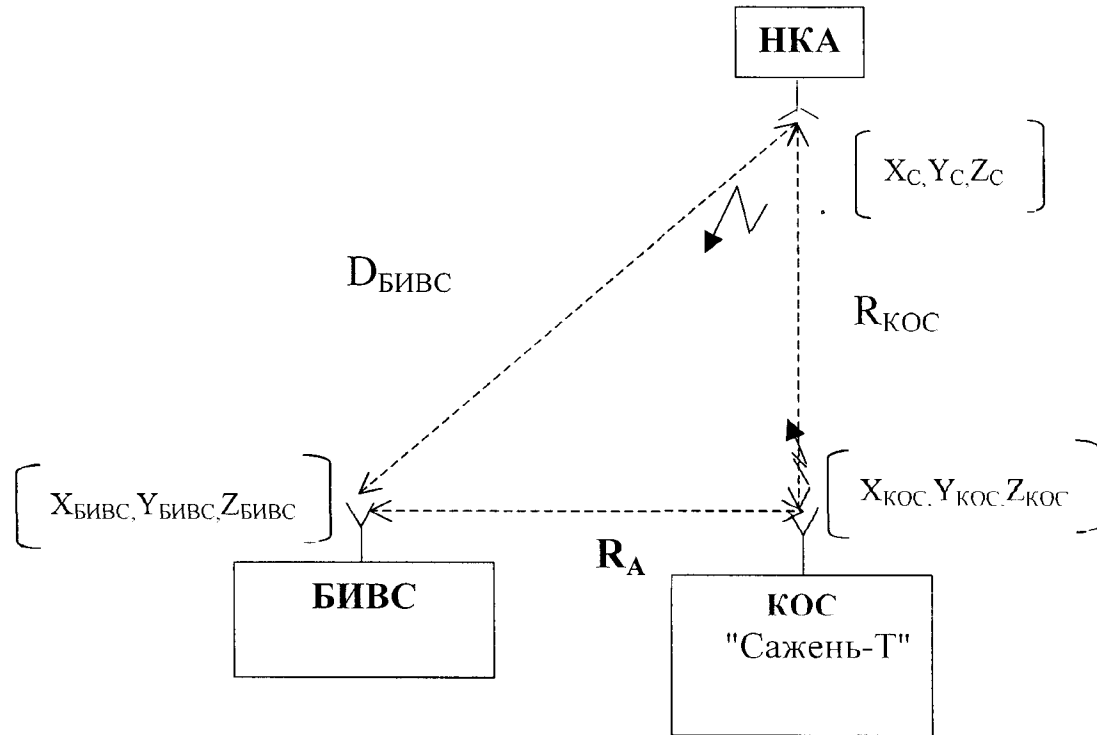 НКА
X_C,Y_C,Z_C
D_БИВС
R_КОС
X_БИВС,Y_БИВС,Z_БИВС
X_КОС,Y_КОС,Z_КОС
R_A
БИВС
КОС
"Сажень-Т"